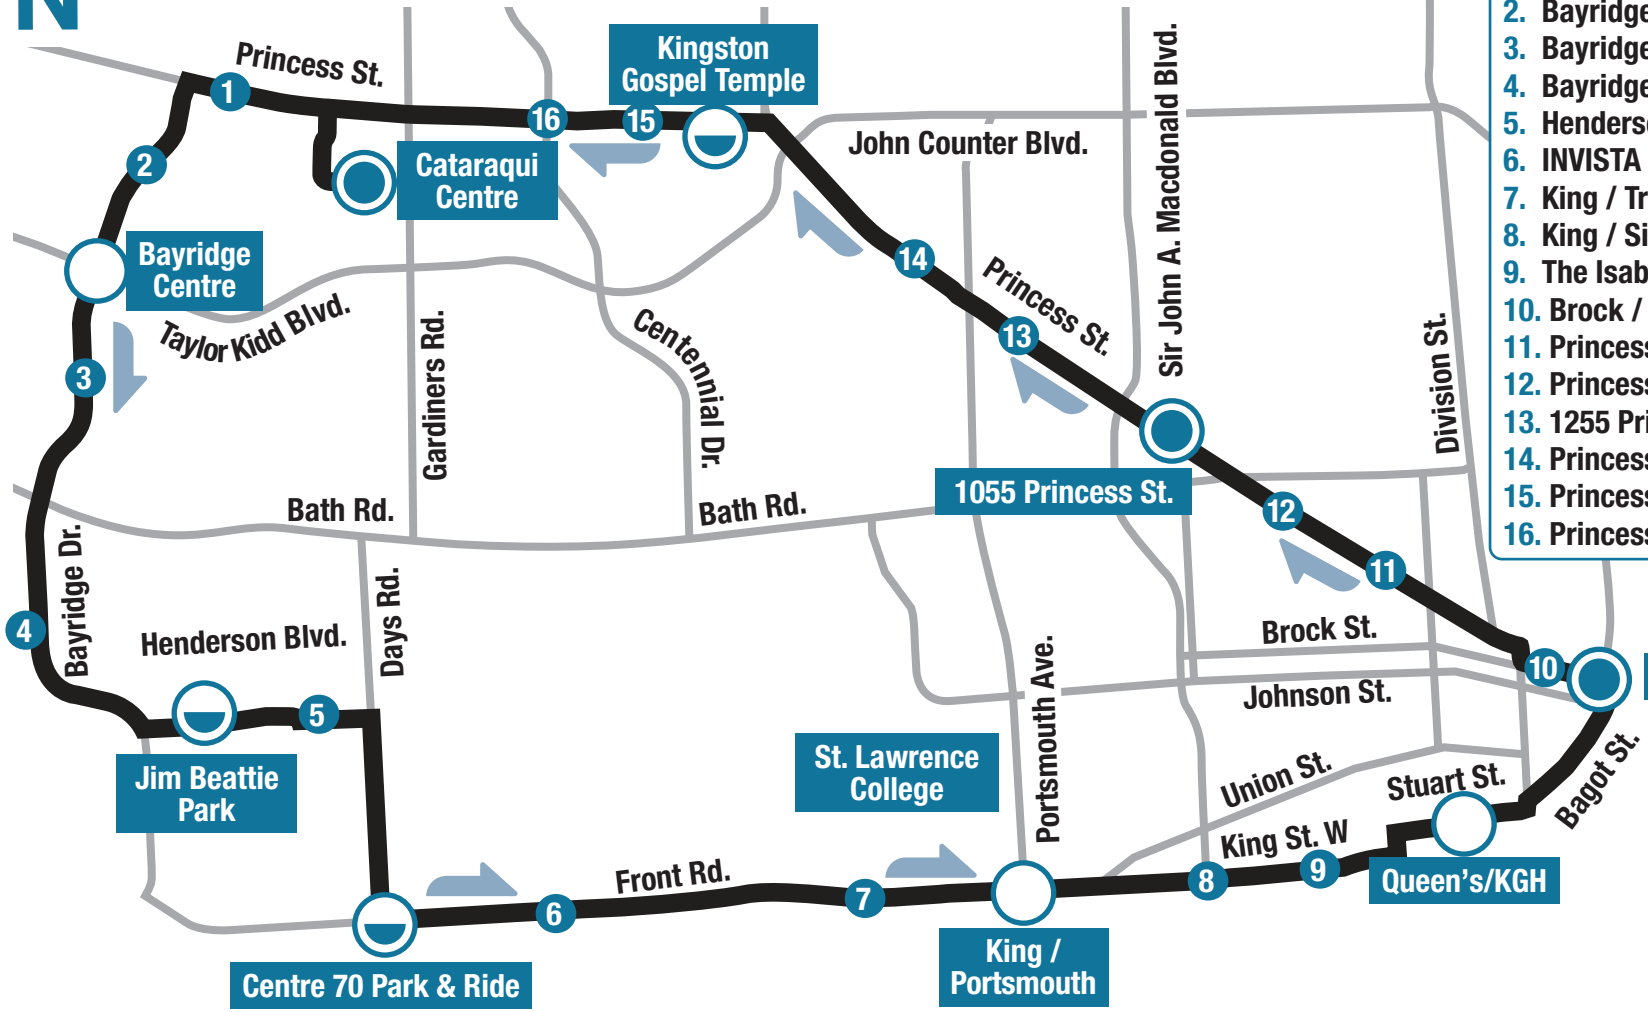 N
Princess St.
1
2
16
15
Kingston
Gospel Temple
Cataraqui
Centre
John Counter Blvd.
Sir John A. Macdonald Blvd.
Bayridge
Centre
Taylor Kidd Blvd.
Gardiners Rd.
Centennial Dr.
14
Princess St.
13
Division St.
3
Bath Rd.
Bath Rd.
1055 Princess St.
12
11
4
Bayridge Dr.
Henderson Blvd.
Days Rd.
5
Jim Beattie
Park
Brock St.
10
Johnson St.
Portsmouth Ave.
St. Lawrence
College
Union St.
Stuart St.
Bagot St.
King St. W
Front Rd.
6
7
8
9
Queen's/KGH
Centre 70 Park & Ride
King /
Portsmouth
2. Bayridge
3. Bayridge
4. Bayridge
5. Henderso
6. INVISTA
7. King / Tr
8. King / Si
9. The Isab
10. Brock /
11. Princess
12. Princess
13. 1255 Pri
14. Princess
15. Princess
16. Princess